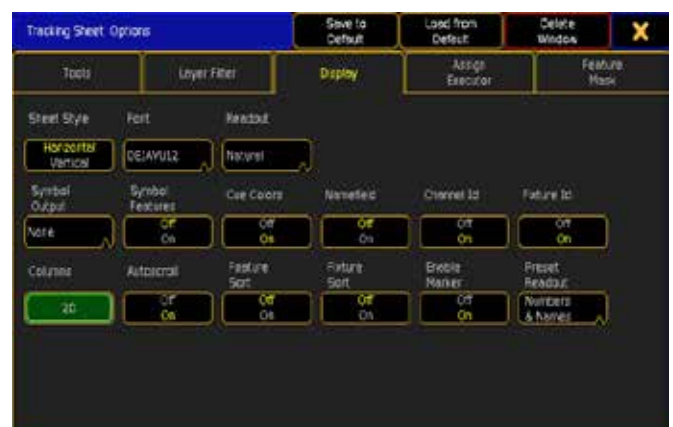 Tracking Sheet Options
Save to
Default
Load from
Default
Delete
Window
Tools
Layer Filter
Display
Assign
Executor
Feature
Mask
Sheet Style
Font
Readout
Horizontal
Vertical
DEJAVU12
Natural
Symbol
Output
Symbol
Features
Cue Colors
Namefield
Channel Id
Fixture Id
None
Off
On
Off
On
Off
On
Off
On
Off
On
Columns
Autoscroll
Feature
Sort
Fixture
Sort
Enable
Marker
Preset
Readout
20
Off
On
Off
On
Off
On
Off
On
Numbers
& Names